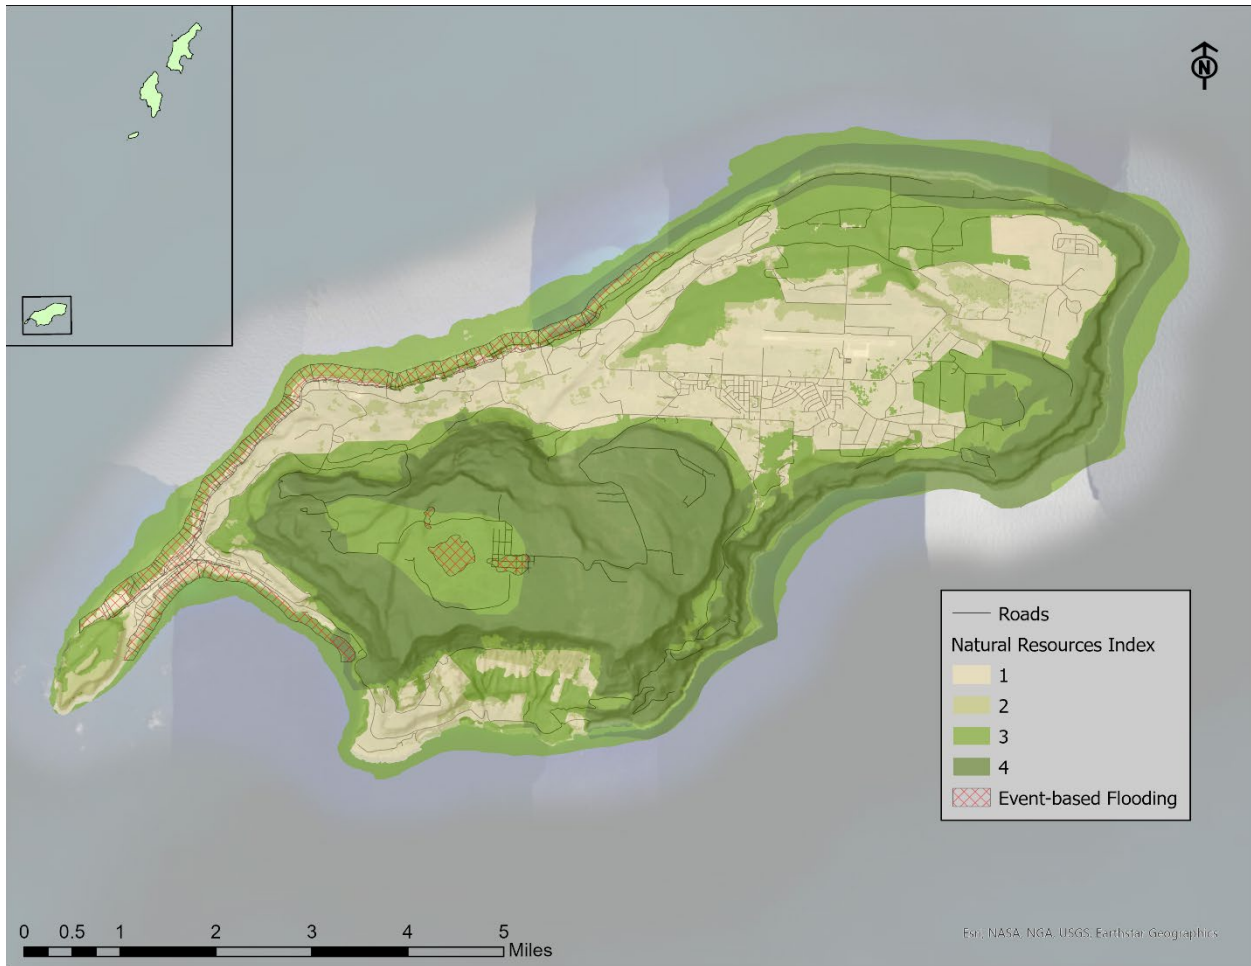 N
Roads
Natural Resources Index
1
2
3
4
Event-based Flooding
0 0.5 1 2 3 4 5
Miles
Esri, NASA, NGA, USGS, Earthstar Geographics